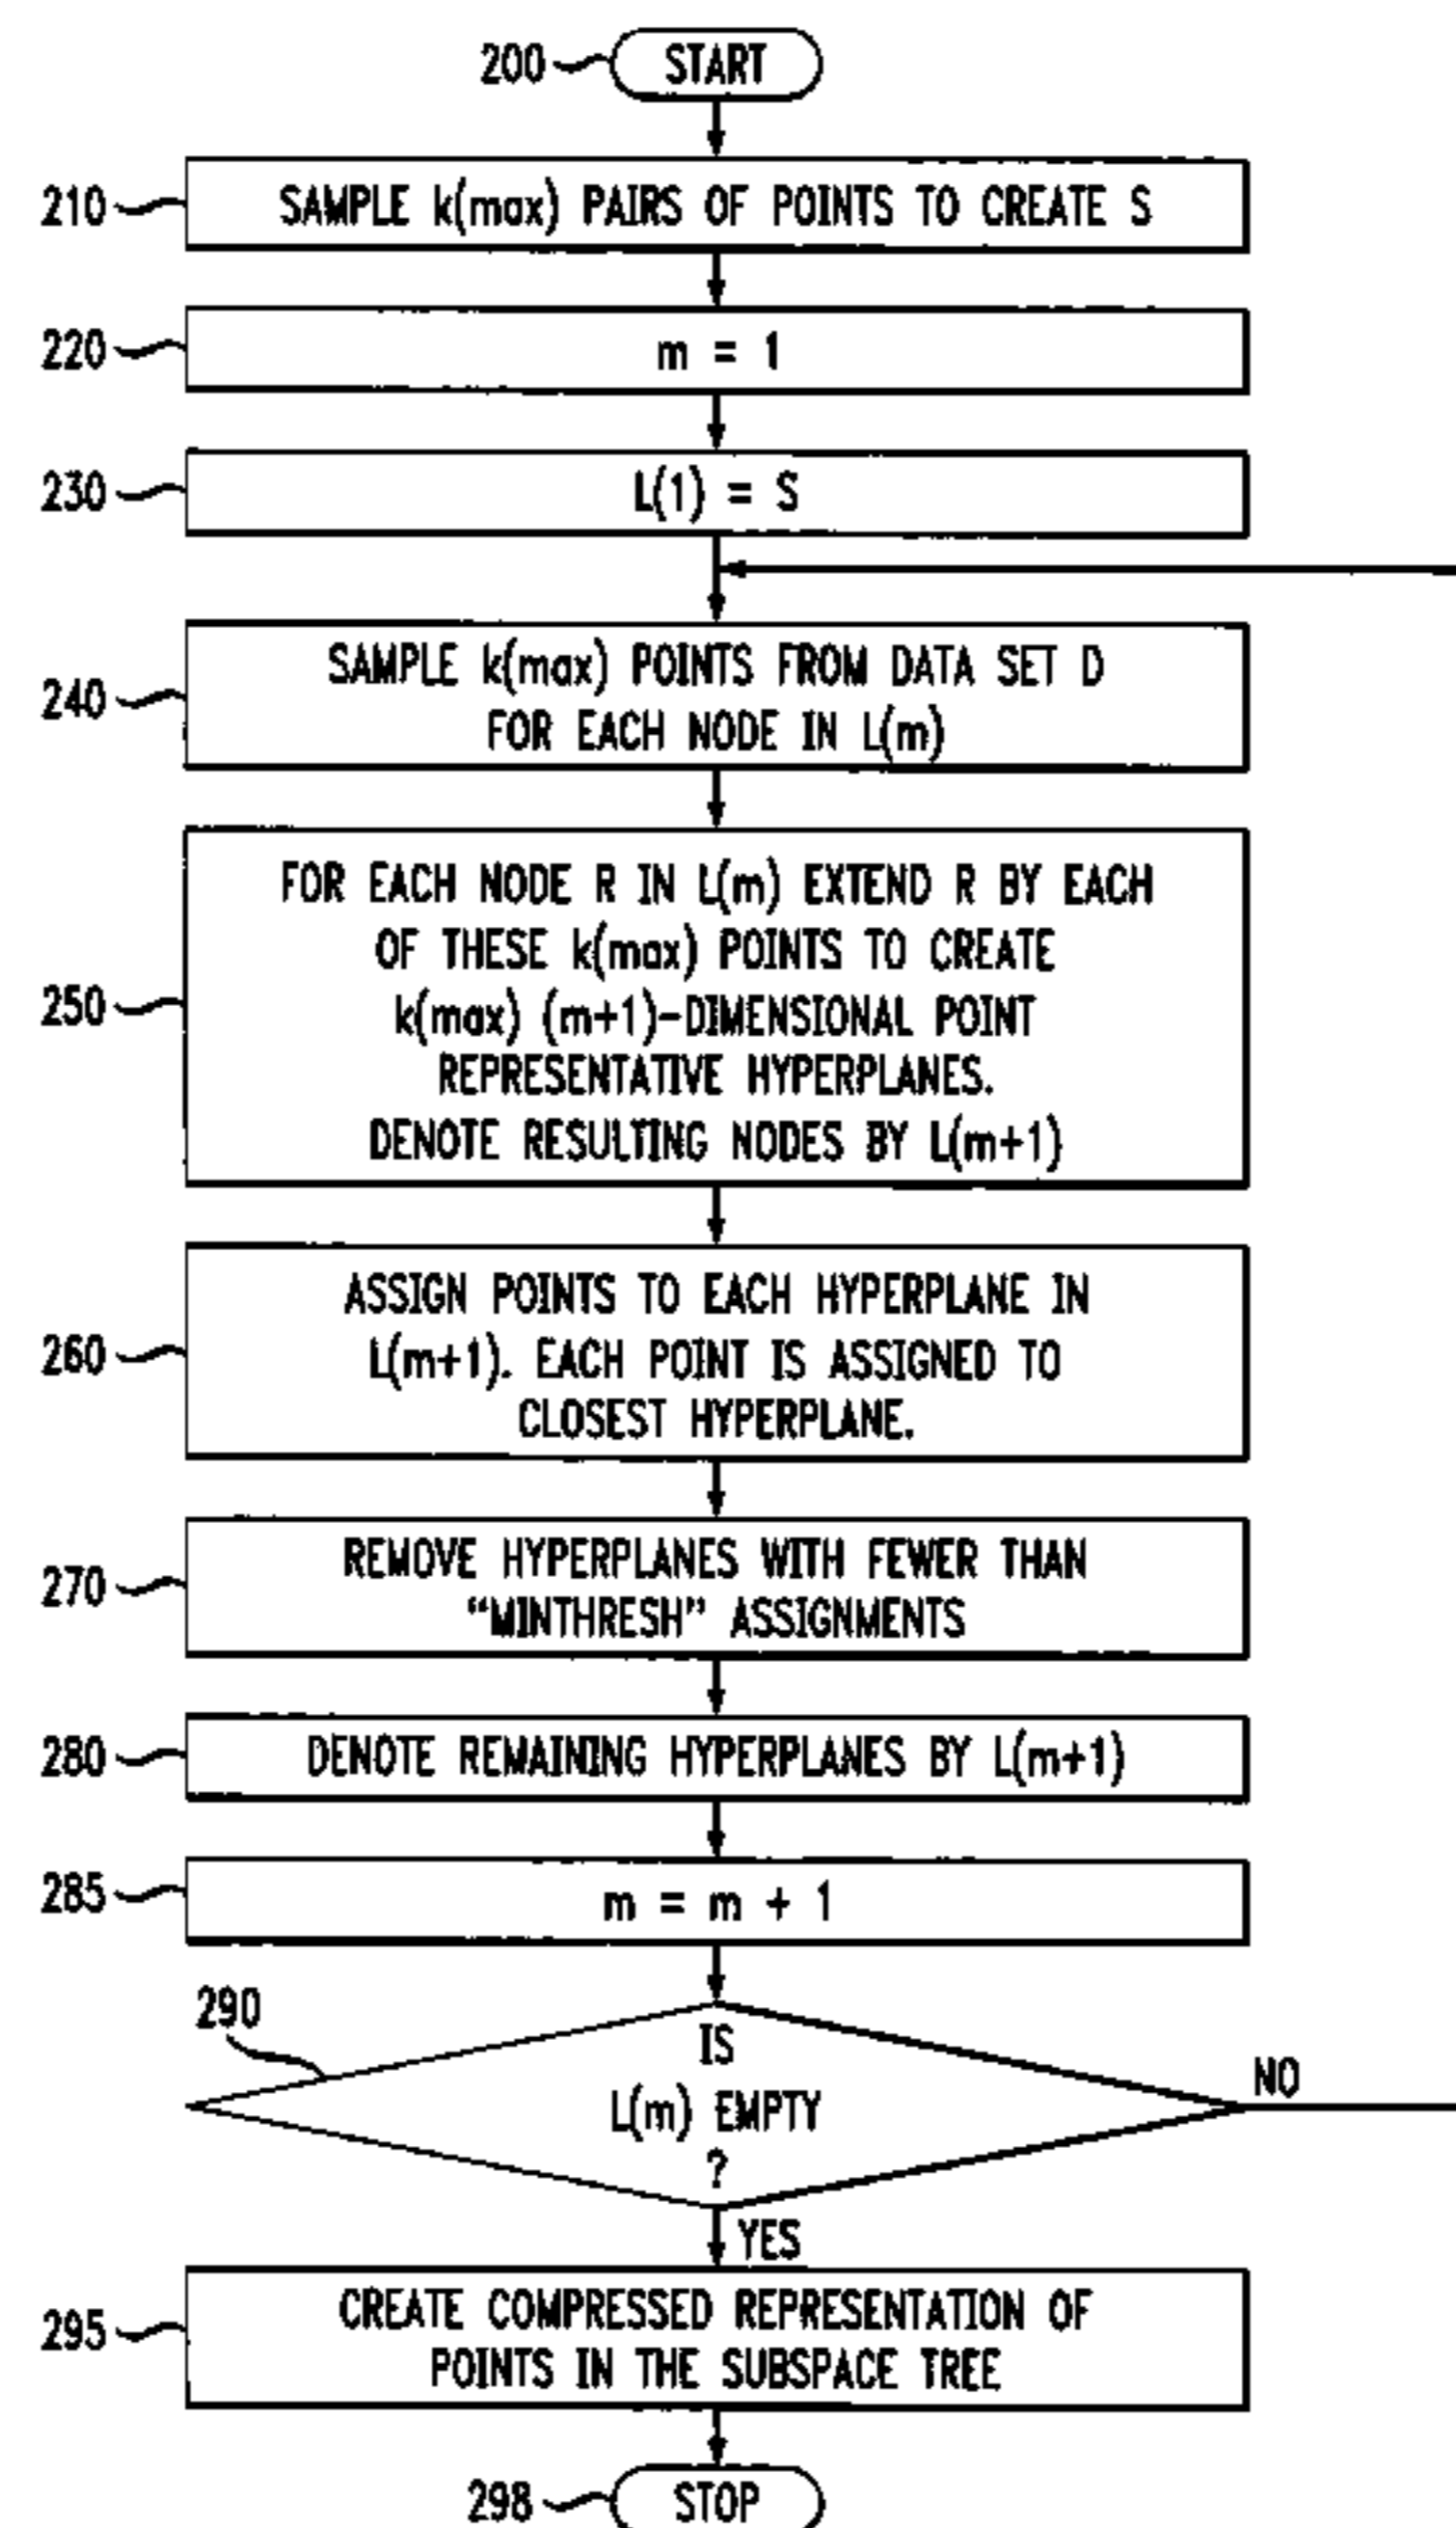 200 START
210 SAMPLE k(max) PAIRS OF POINTS TO CREATE S
220 m = 1
230 L(1) = S
240 SAMPLE k(max) POINTS FROM DATA SET D
FOR EACH NODE IN L(m)
250 FOR EACH NODE R IN L(m) EXTEND R BY EACH
OF THESE k(max) POINTS TO CREATE
k(max) (m+1)-DIMENSIONAL POINT
REPRESENTATIVE HYPERPLANES.
DENOTE RESULTING NODES BY L(m+1)
260 ASSIGN POINTS TO EACH HYPERPLANE IN
L(m+1). EACH POINT IS ASSIGNED TO
CLOSEST HYPERPLANE.
270 REMOVE HYPERPLANES WITH FEWER THAN
“MINTHRESH” ASSIGNMENTS
280 DENOTE REMAINING HYPERPLANES BY L(m+1)
285 m = m + 1
290 IS
L(m) EMPTY
?
NO
YES
295 CREATE COMPRESSED REPRESENTATION OF
POINTS IN THE SUBSPACE TREE
298 STOP